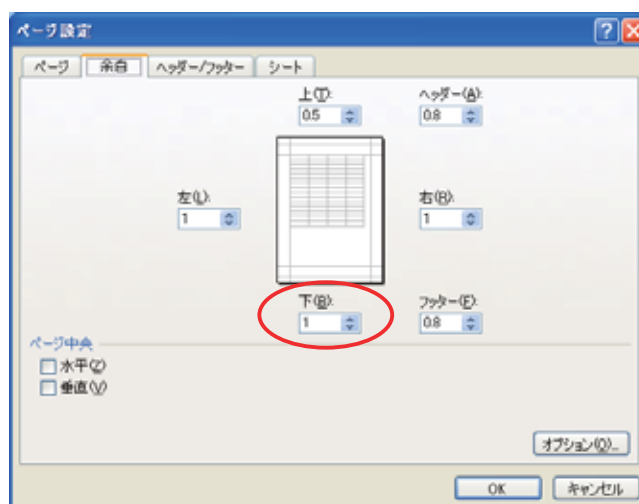 ページ設定
ページ 余白 ヘッダー/フッター シート
上(T): ヘッダー(A):
0.5 0.8
左(L): 右(R):
1 1
下(B): フッター(F):
1 0.8
ページ中央
水平(Z)
垂直(V)
オプション(O)...
OK キャンセル